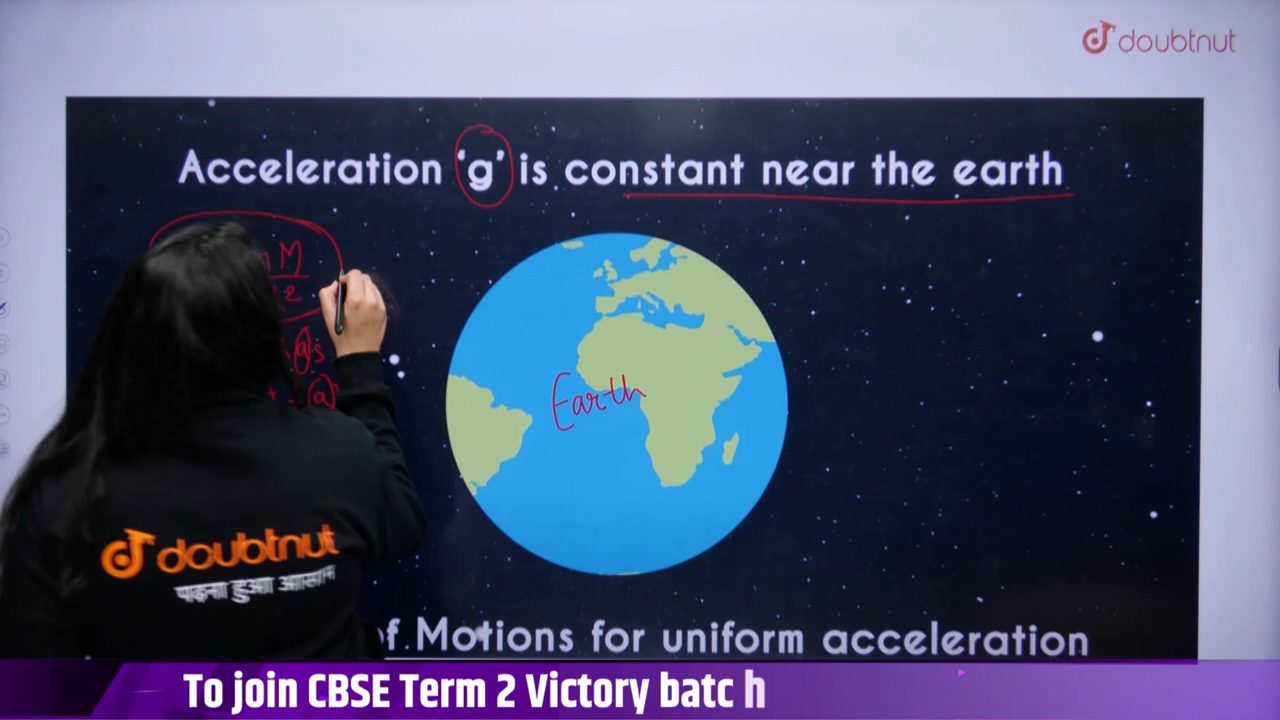 doubtnut
Acceleration 'g' is constant near the earth
M
2
a s
a
Earth
doubtnut
पढ़ना हुआ आसान
of Motions for uniform acceleration
To join CBSE Term 2 Victory batc h